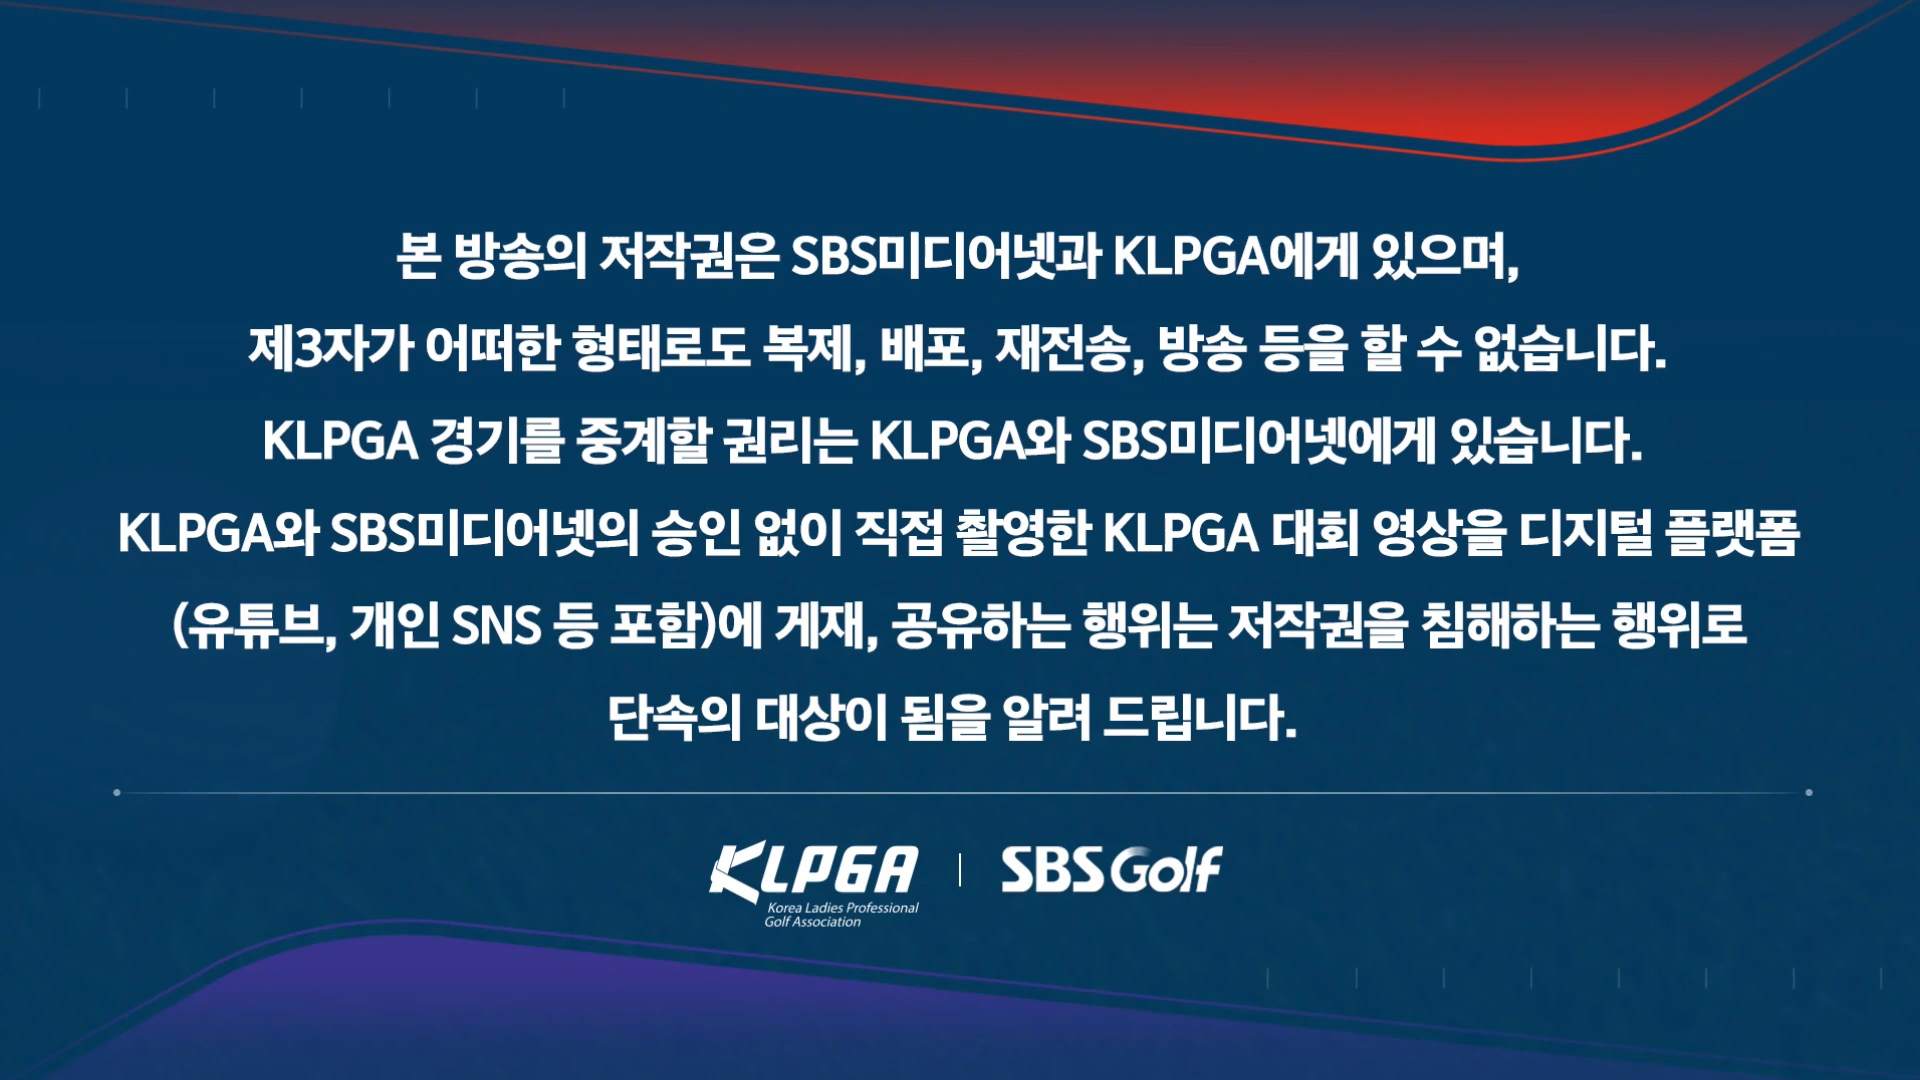 본 방송의 저작권은 SBS미디어넷과 KLPGA에게 있으며,
제3자가 어떠한 형태로도 복제, 배포, 재전송, 방송 등을 할 수 없습니다.
KLPGA 경기를 중계할 권리는 KLPGA와 SBS미디어넷에게 있습니다.
KLPGA와 SBS미디어넷의 승인 없이 직접 촬영한 KLPGA 대회 영상을 디지털 플랫폼
(유튜브, 개인 SNS 등 포함)에 게재, 공유하는 행위는 저작권을 침해하는 행위로
단속의 대상이 됨을 알려 드립니다.
KLPGA
Korea Ladies Professional
Golf Association
SBS Golf